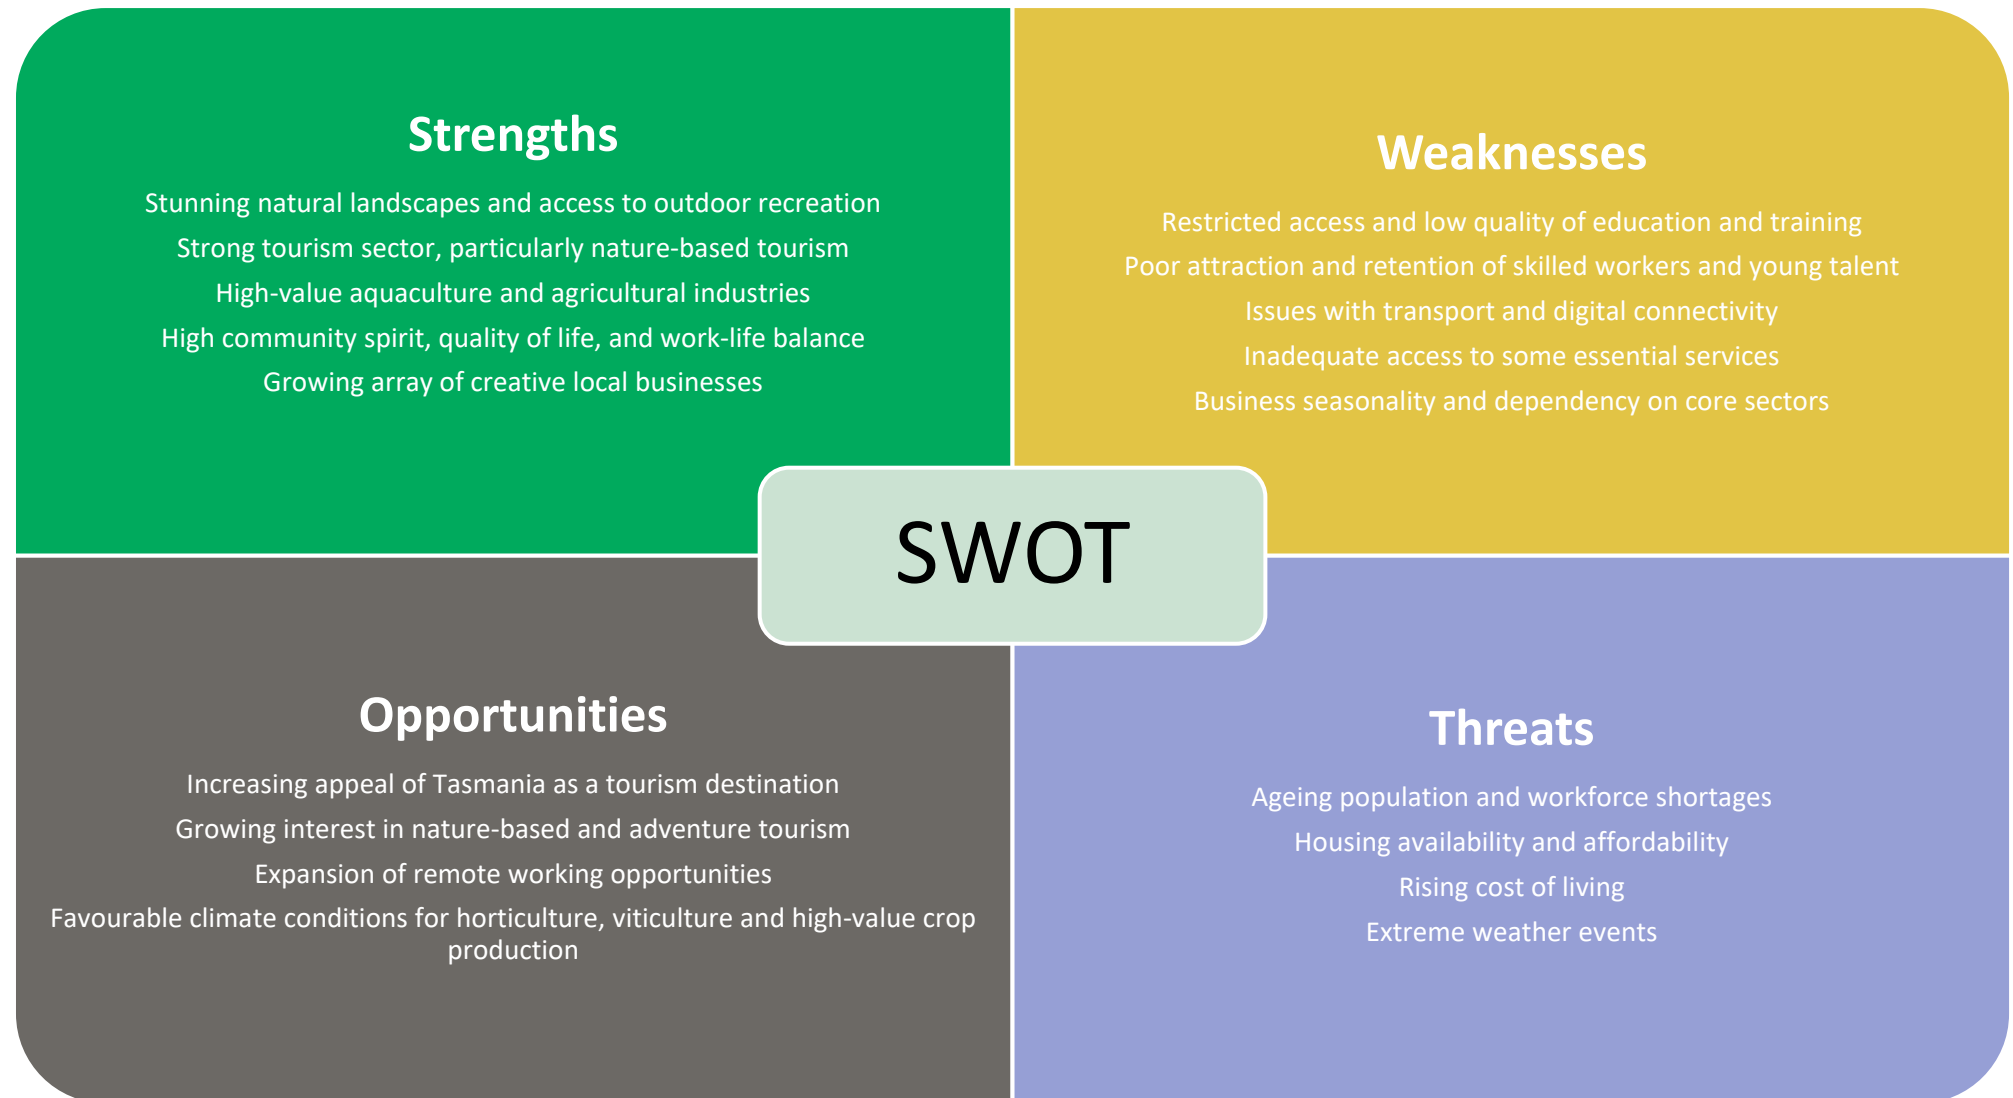 Strengths
Stunning natural landscapes and access to outdoor recreation
Strong tourism sector, particularly nature-based tourism
High-value aquaculture and agricultural industries
High community spirit, quality of life, and work-life balance
Growing array of creative local businesses
Weaknesses
Restricted access and low quality of education and training
Poor attraction and retention of skilled workers and young talent
Issues with transport and digital connectivity
Inadequate access to some essential services
Business seasonality and dependency on core sectors
SWOT
Opportunities
Increasing appeal of Tasmania as a tourism destination
Growing interest in nature-based and adventure tourism
Expansion of remote working opportunities
Favourable climate conditions for horticulture, viticulture and high-value crop
production
Threats
Ageing population and workforce shortages
Housing availability and affordability
Rising cost of living
Extreme weather events